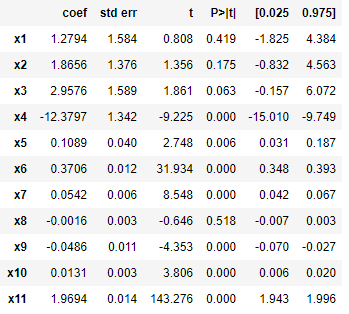 coef std err t P>|t| [0.025 0.975]
x1 1.2794 1.584 0.808 0.419 -1.825 4.384
x2 1.8656 1.376 1.356 0.175 -0.832 4.563
x3 2.9576 1.589 1.861 0.063 -0.157 6.072
x4 -12.3797 1.342 -9.225 0.000 -15.010 -9.749
x5 0.1089 0.040 2.748 0.006 0.031 0.187
x6 0.3706 0.012 31.934 0.000 0.348 0.393
x7 0.0542 0.006 8.548 0.000 0.042 0.067
x8 -0.0016 0.003 -0.646 0.518 -0.007 0.003
x9 -0.0486 0.011 -4.353 0.000 -0.070 -0.027
x10 0.0131 0.003 3.806 0.000 0.006 0.020
x11 1.9694 0.014 143.276 0.000 1.943 1.996